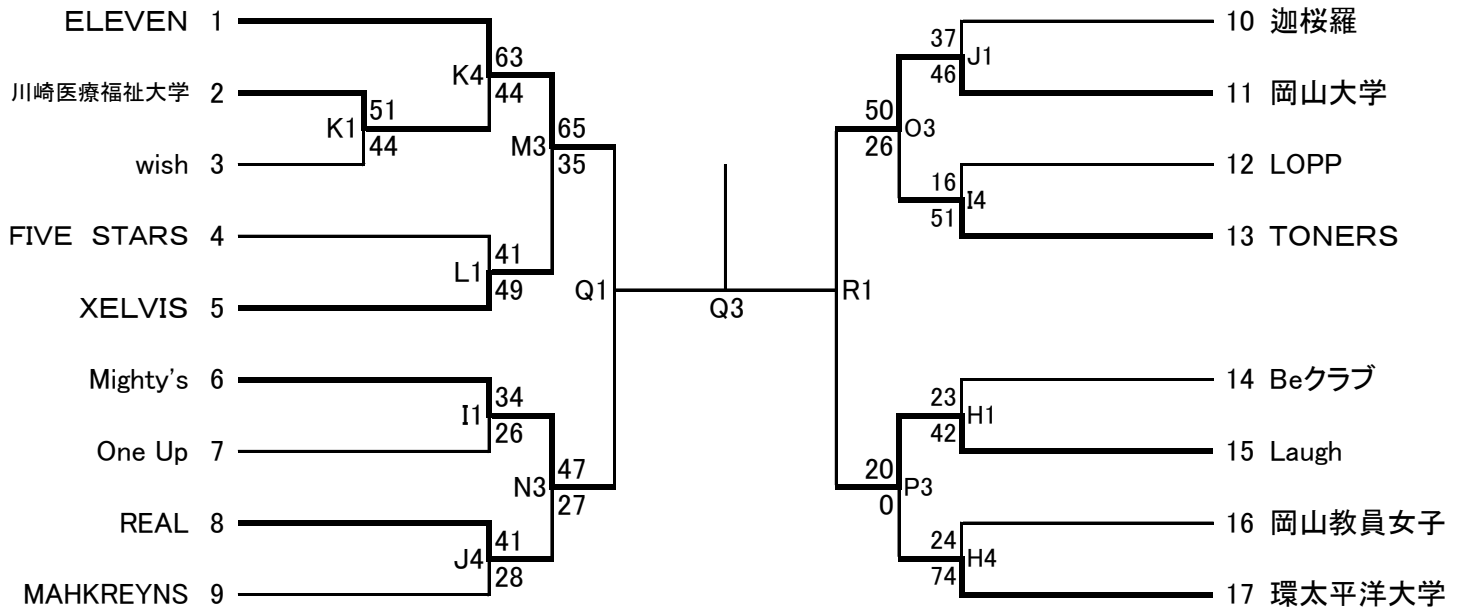 ELEVEN 1
63
K4
44
川崎医療福祉大学 2
51
K1
44
wish 3
65
M3
35
FIVE STARS 4
41
L1
49
XELVIS 5
Q1
Mighty's 6
34
I1
26
One Up 7
47
N3
27
REAL 8
41
J4
28
MAHKREYNS 9
Q3
10 迦桜羅
37
J1
46
11 岡山大学
50
O3
26
12 LOPP
16
I4
51
13 TONERS
R1
14 Beクラブ
23
H1
42
15 Laugh
20
P3
0
16 岡山教員女子
24
H4
74
17 環太平洋大学